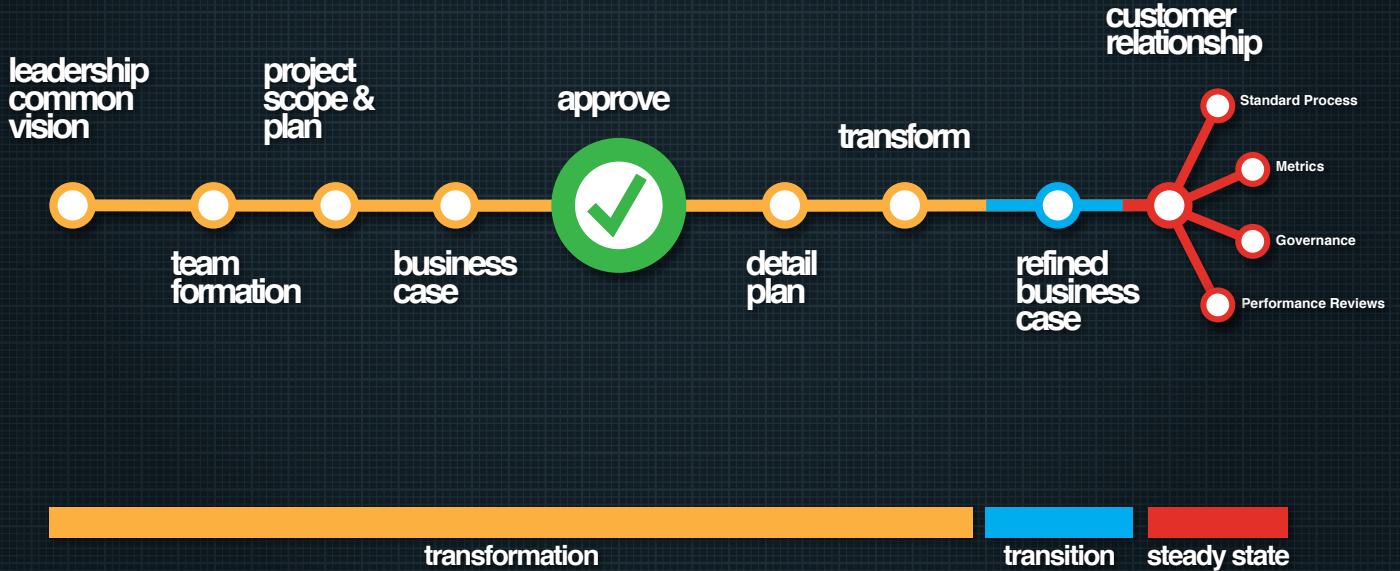 customer
relationship
leadership
common
vision
project
scope &
plan
approve
transform
Standard Process
Metrics
Governance
Performance Reviews
team
formation
business
case
detail
plan
refined
business
case
transformation
transition
steady state